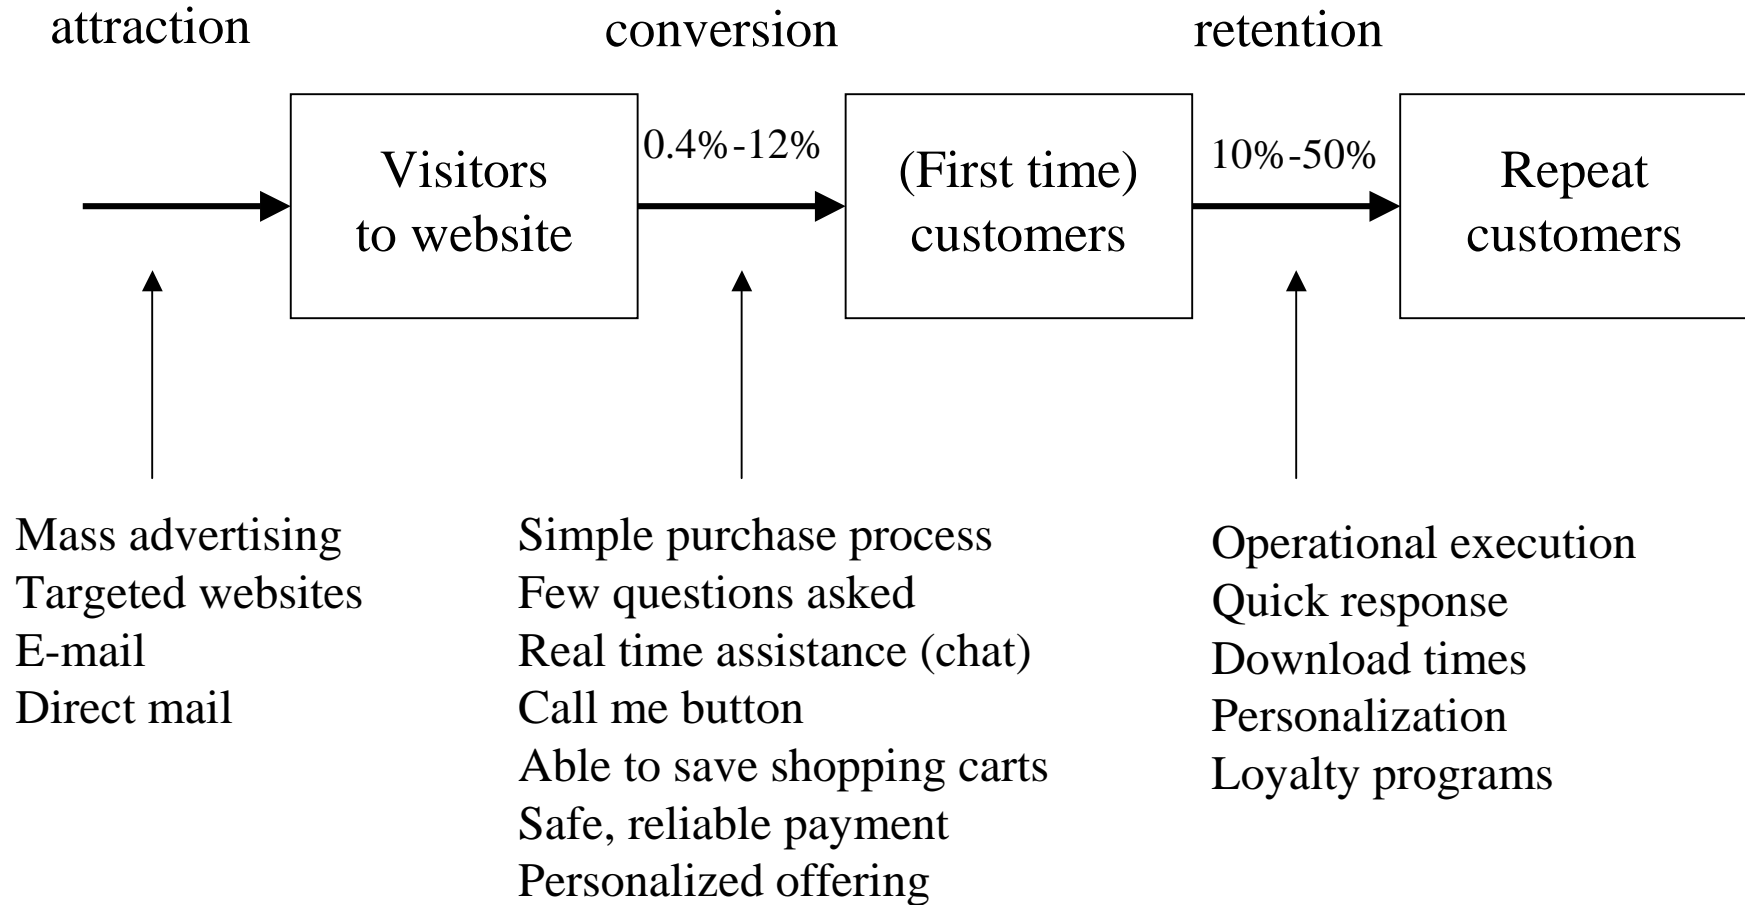 attraction
conversion
retention
Visitors
to website
0.4%-12%
(First time)
customers
10%-50%
Repeat
customers
Mass advertising
Targeted websites
E-mail
Direct mail
Simple purchase process
Few questions asked
Real time assistance (chat)
Call me button
Able to save shopping carts
Safe, reliable payment
Personalized offering
Operational execution
Quick response
Download times
Personalization
Loyalty programs